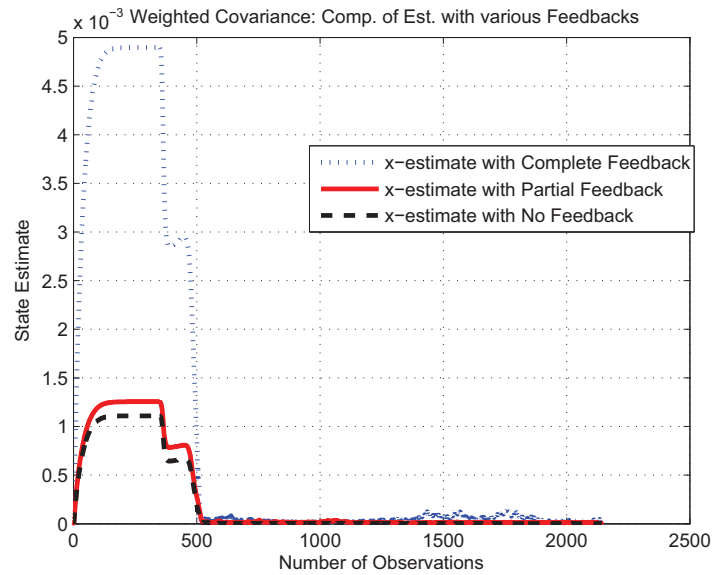 x 10⁻³ Weighted Covariance: Comp. of Est. with various Feedbacks
5
4.5
4
3.5
3
2.5
2
1.5
1
0.5
0
State Estimate
x−estimate with Complete Feedback
x−estimate with Partial Feedback
x−estimate with No Feedback
0 500 1000 1500 2000 2500
Number of Observations